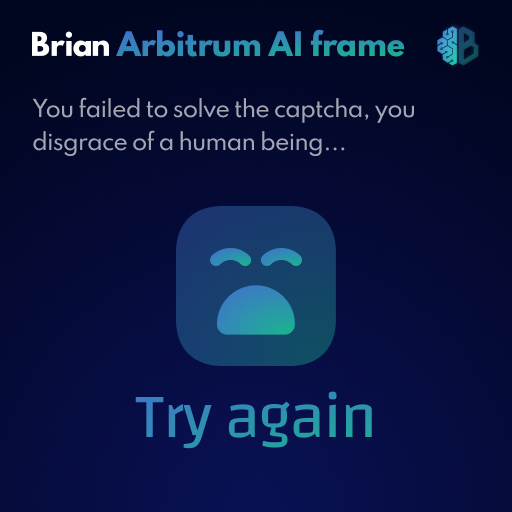 Brian Arbitrum AI frame
You failed to solve the captcha, you
disgrace of a human being...
Try again